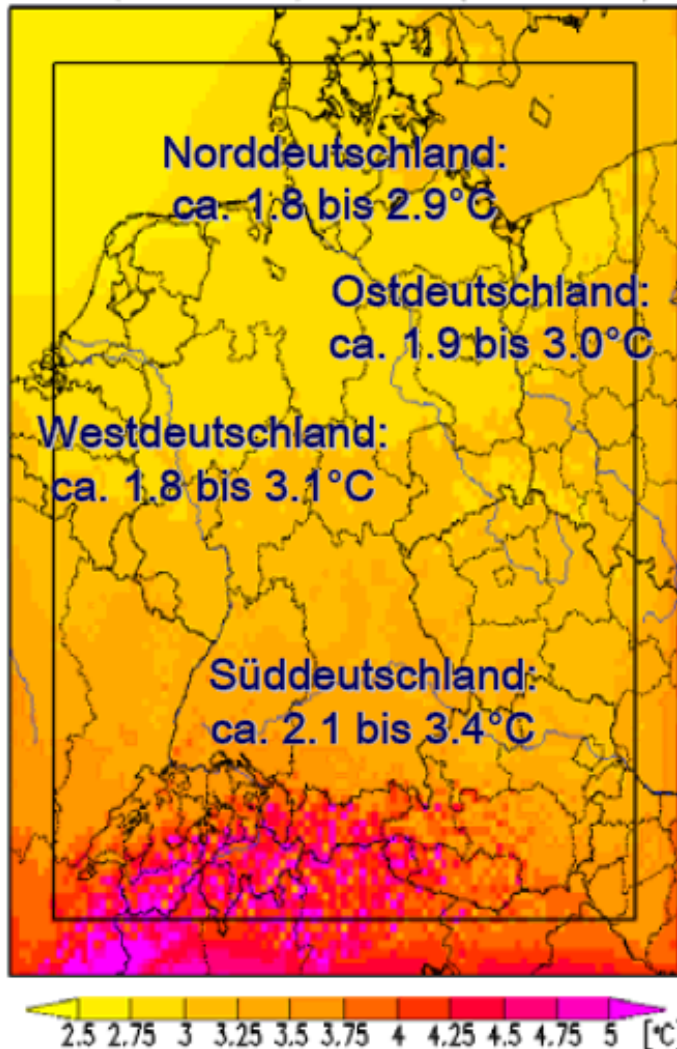 Norddeutschland:
ca. 1.8 bis 2.9°C
Ostdeutschland:
ca. 1.9 bis 3.0°C
Westdeutschland:
ca. 1.8 bis 3.1°C
Süddeutschland:
ca. 2.1 bis 3.4°C
2.5 2.75 3 3.25 3.5 3.75 4 4.25 4.5 4.75 5 [°C]